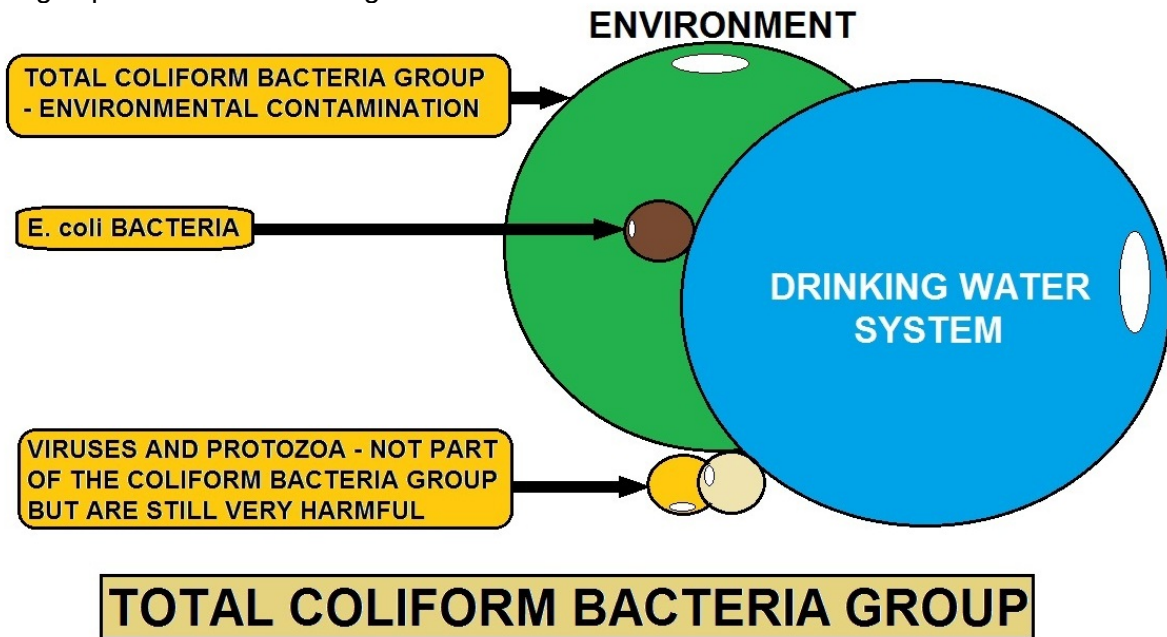 ENVIRONMENT
TOTAL COLIFORM BACTERIA GROUP
- ENVIRONMENTAL CONTAMINATION
E. coli BACTERIA
DRINKING WATER
SYSTEM
VIRUSES AND PROTOZOA - NOT PART
OF THE COLIFORM BACTERIA GROUP
BUT ARE STILL VERY HARMFUL
TOTAL COLIFORM BACTERIA GROUP